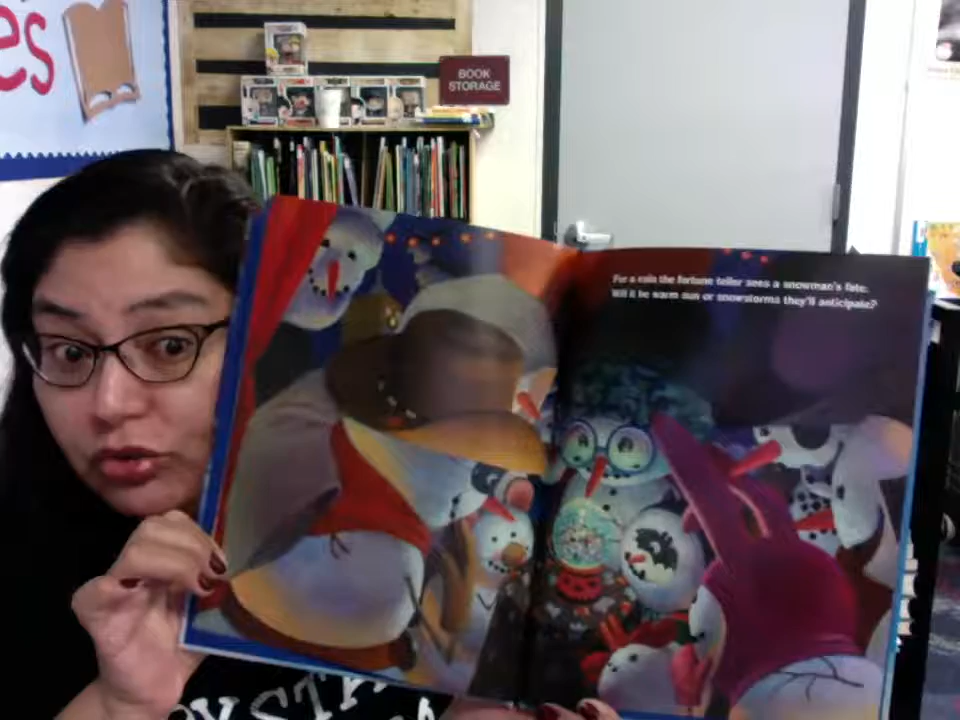 es
BOOK
STORAGE
For a coin the fortune teller sees a snowman's fate.
Will it be warm sun or snowstorms they'll anticipate?